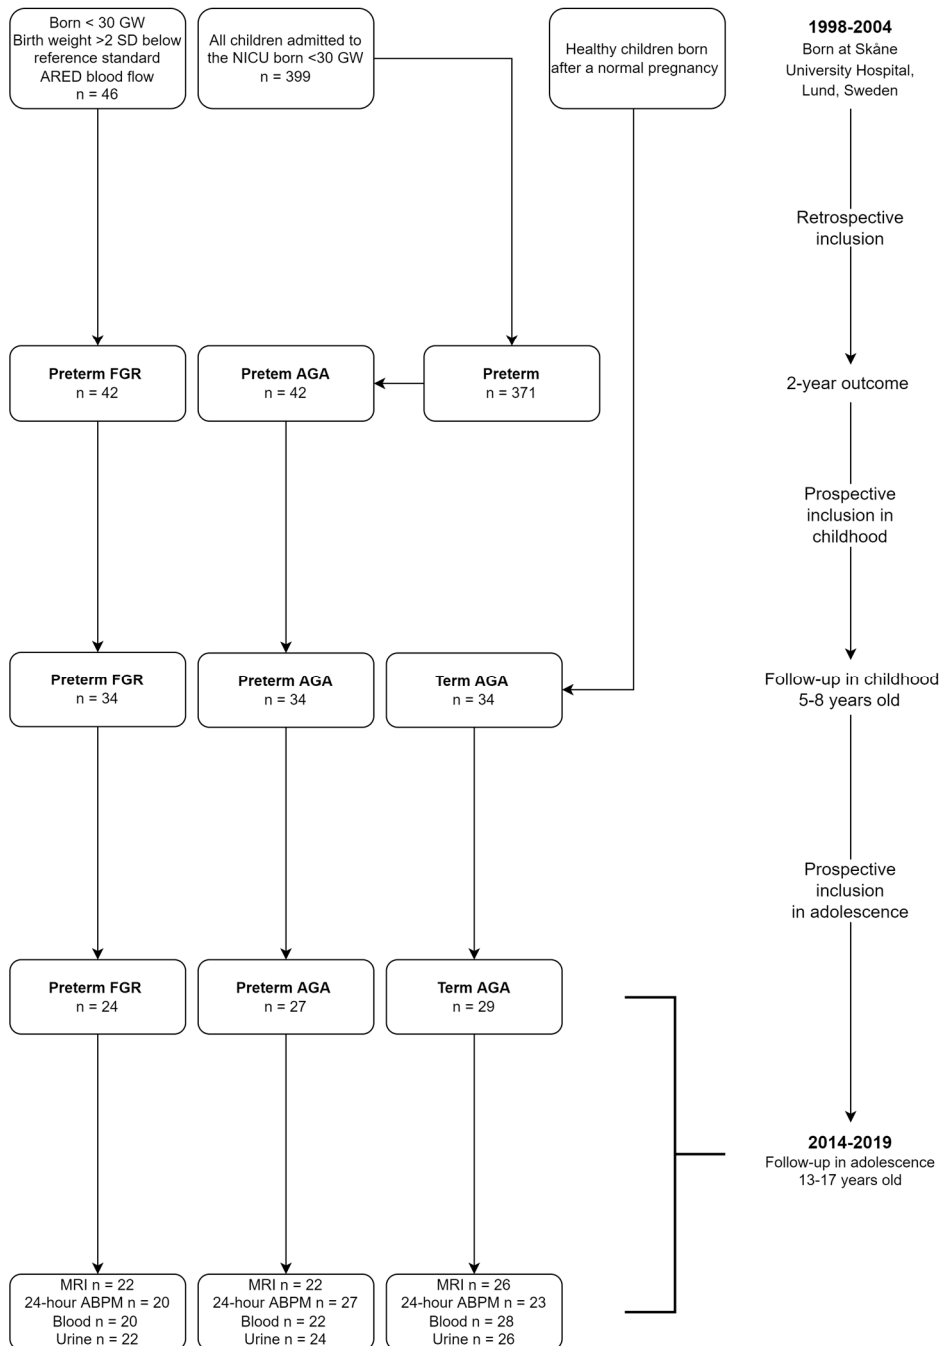 Born < 30 GW
Birth weight >2 SD below
reference standard
ARED blood flow
n = 46
All children admitted to
the NICU born <30 GW
n = 399
Healthy children born
after a normal pregnancy
1998-2004
Born at Skåne
University Hospital,
Lund, Sweden
Retrospective
inclusion
Preterm FGR
n = 42
Pretem AGA
n = 42
Preterm
n = 371
2-year outcome
Prospective
inclusion in
childhood
Preterm FGR
n = 34
Preterm AGA
n = 34
Term AGA
n = 34
Follow-up in childhood
5-8 years old
Prospective
inclusion
in adolescence
Preterm FGR
n = 24
Preterm AGA
n = 27
Term AGA
n = 29
2014-2019
Follow-up in adolescence
13-17 years old
MRI n = 22
24-hour ABPM n = 20
Blood n = 20
Urine n = 22
MRI n = 22
24-hour ABPM n = 27
Blood n = 22
Urine n = 24
MRI n = 26
24-hour ABPM n = 23
Blood n = 28
Urine n = 26